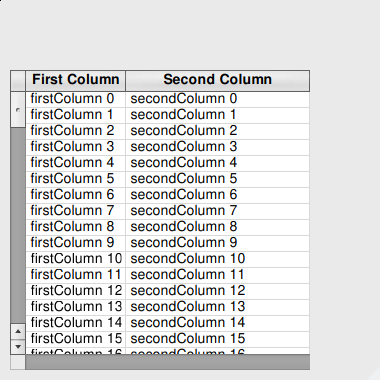 First Column Second Column
firstColumn 0 secondColumn 0
firstColumn 1 secondColumn 1
firstColumn 2 secondColumn 2
firstColumn 3 secondColumn 3
firstColumn 4 secondColumn 4
firstColumn 5 secondColumn 5
firstColumn 6 secondColumn 6
firstColumn 7 secondColumn 7
firstColumn 8 secondColumn 8
firstColumn 9 secondColumn 9
firstColumn 10 secondColumn 10
firstColumn 11 secondColumn 11
firstColumn 12 secondColumn 12
firstColumn 13 secondColumn 13
firstColumn 14 secondColumn 14
firstColumn 15 secondColumn 15
firstColumn 16 secondColumn 16